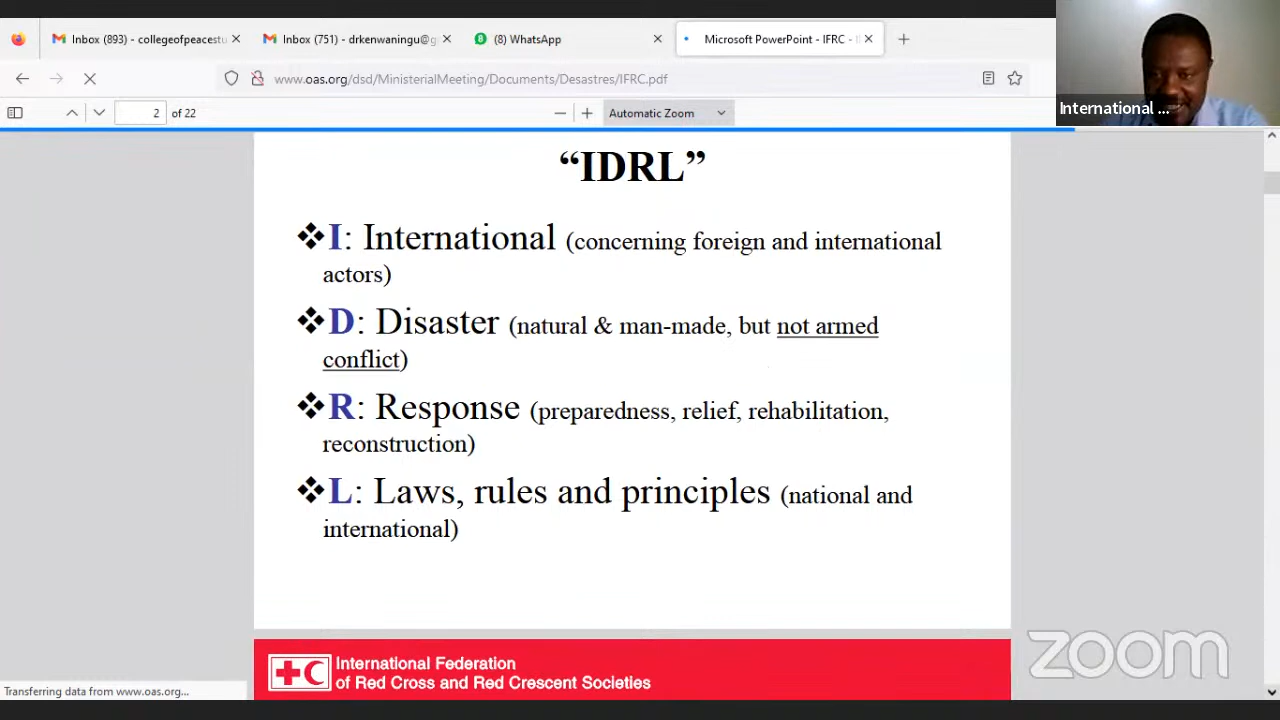 Inbox (893) - collegeofpeacestu
Inbox (751) - drkenwaningu@g
(8) WhatsApp
Microsoft PowerPoint - IFRC -
International ...
www.oas.org/dsd/MinisterialMeeting/Documents/Desastres/IFRC.pdf
2 of 22
Automatic Zoom
“IDRL”
❖I: International (concerning foreign and international
actors)
❖D: Disaster (natural & man-made, but not armed
conflict)
❖R: Response (preparedness, relief, rehabilitation,
reconstruction)
❖L: Laws, rules and principles (national and
international)
International Federation
of Red Cross and Red Crescent Societies
zoom
Transferring data from www.oas.org...